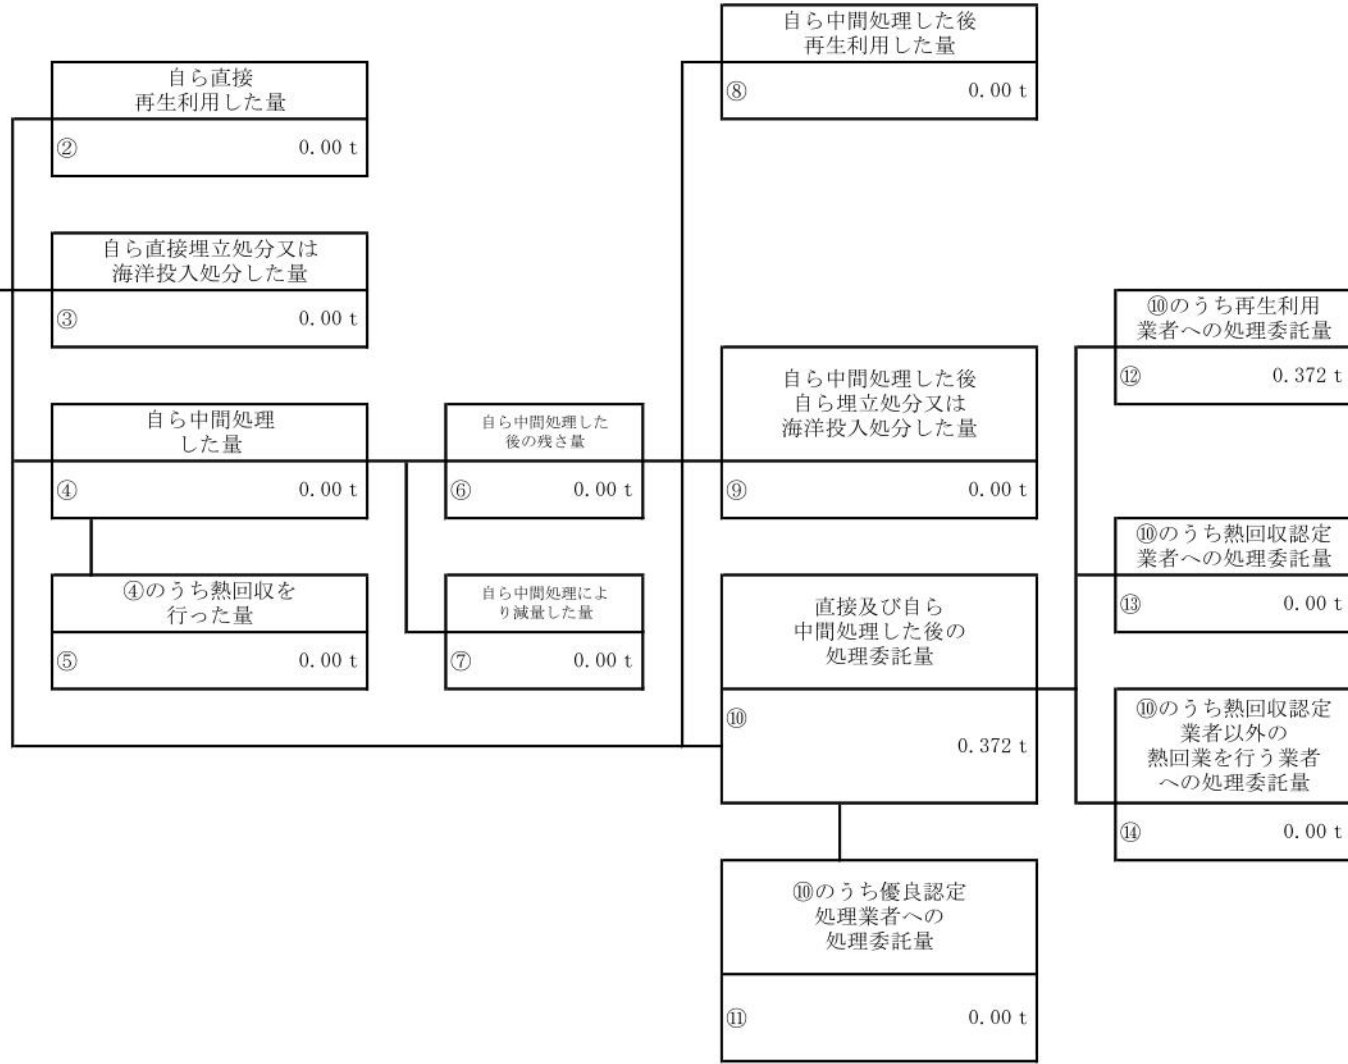 自ら直接
再生利用した量
② 0.00 t
自ら直接埋立処分又は
海洋投入処分した量
③ 0.00 t
自ら中間処理
した量
④ 0.00 t
④のうち熱回収を
行った量
⑤ 0.00 t
自ら中間処理した
後の残さ量
⑥ 0.00 t
自ら中間処理によ
り減量した量
⑦ 0.00 t
自ら中間処理した後
再生利用した量
⑧ 0.00 t
自ら中間処理した後
自ら埋立処分又は
海洋投入処分した量
⑨ 0.00 t
直接及び自ら
中間処理した後の
処理委託量
⑩
0.372 t
⑩のうち優良認定
処理業者への
処理委託量
⑪ 0.00 t
⑩のうち再生利用
業者への処理委託量
⑫ 0.372 t
⑩のうち熱回収認定
業者への処理委託量
⑬ 0.00 t
⑩のうち熱回収認定
業者以外の
熱回業を行う業者
への処理委託量
⑭ 0.00 t